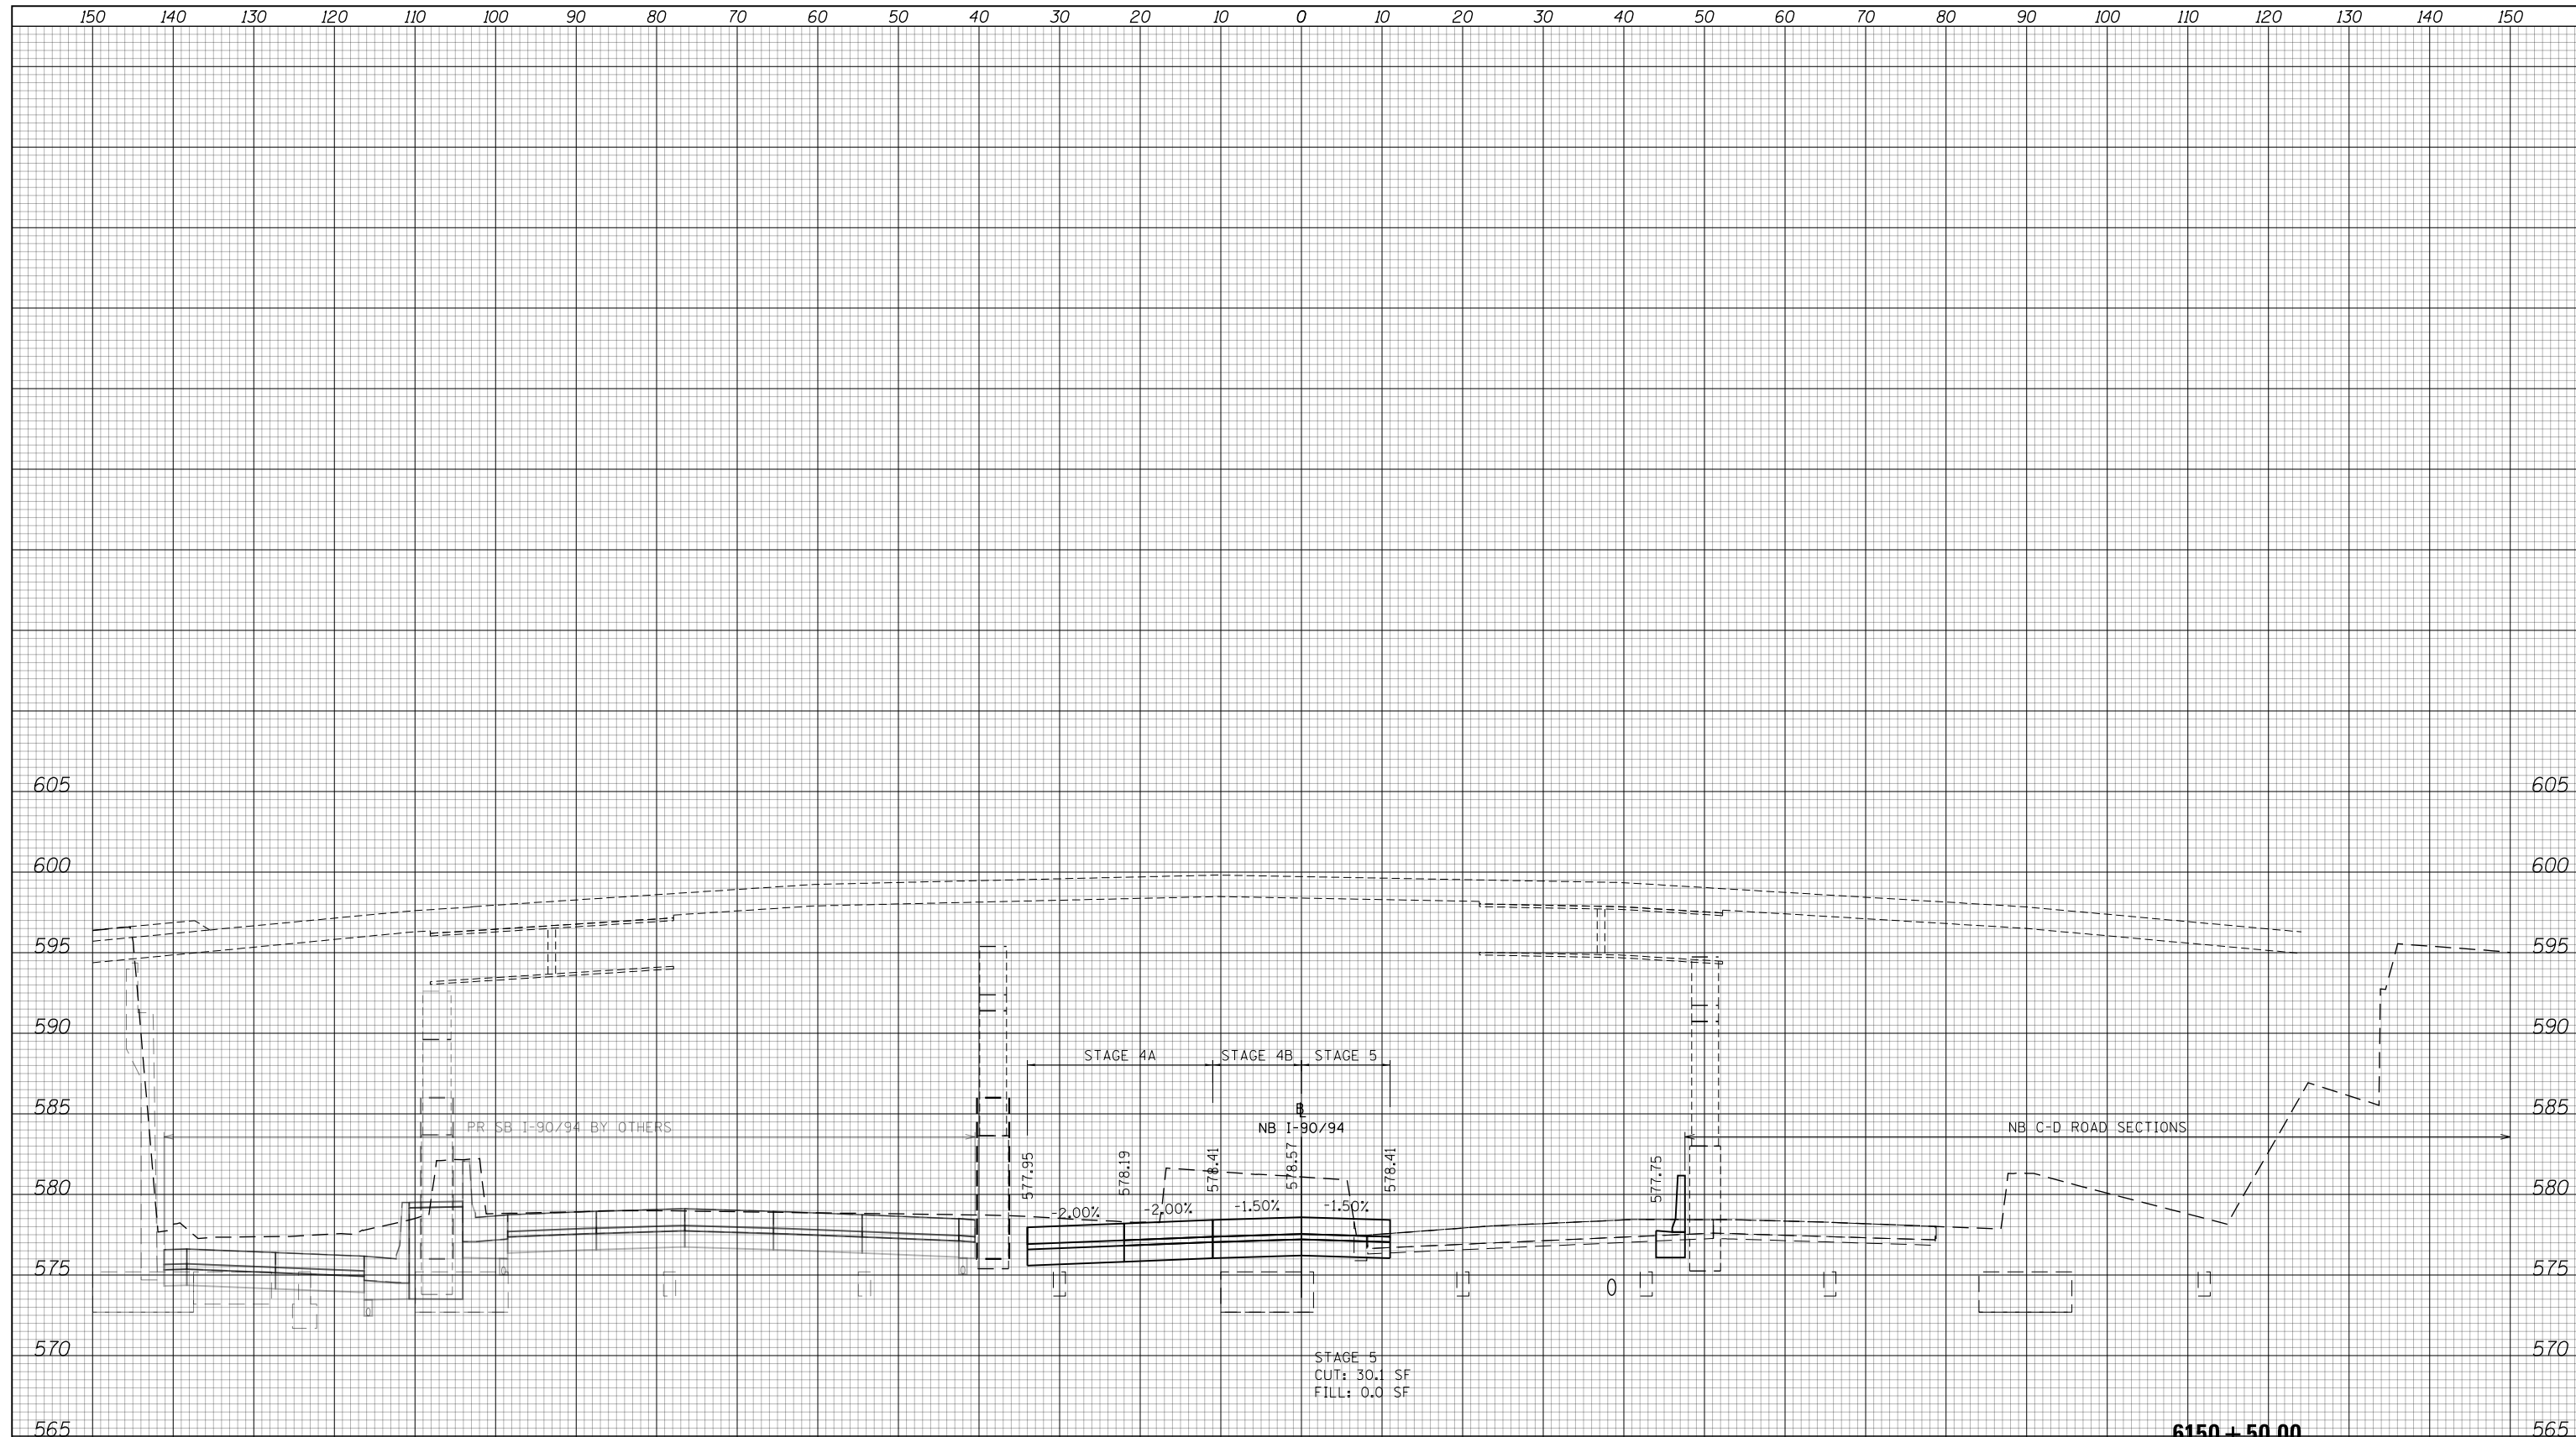 150 140 130 120 110 100 90 80 70 60 50 40 30 20 10 0 10 20 30 40 50 60 70 80 90 100 110 120 130 140 150
605 605
600 600
595 595
590 590
STAGE 4A STAGE 4B STAGE 5
585 585
PR SB I-90/94 BY OTHERS
NB I-90/94
NB C-D ROAD SECTIONS
577.95
578.19
578.41
578.57
578.41
577.75
580 580
-2.00% -2.00% -1.50% -1.50%
575 575
570 570
STAGE 5
CUT: 30.1 SF
FILL: 0.0 SF
565 565
6150+50.00